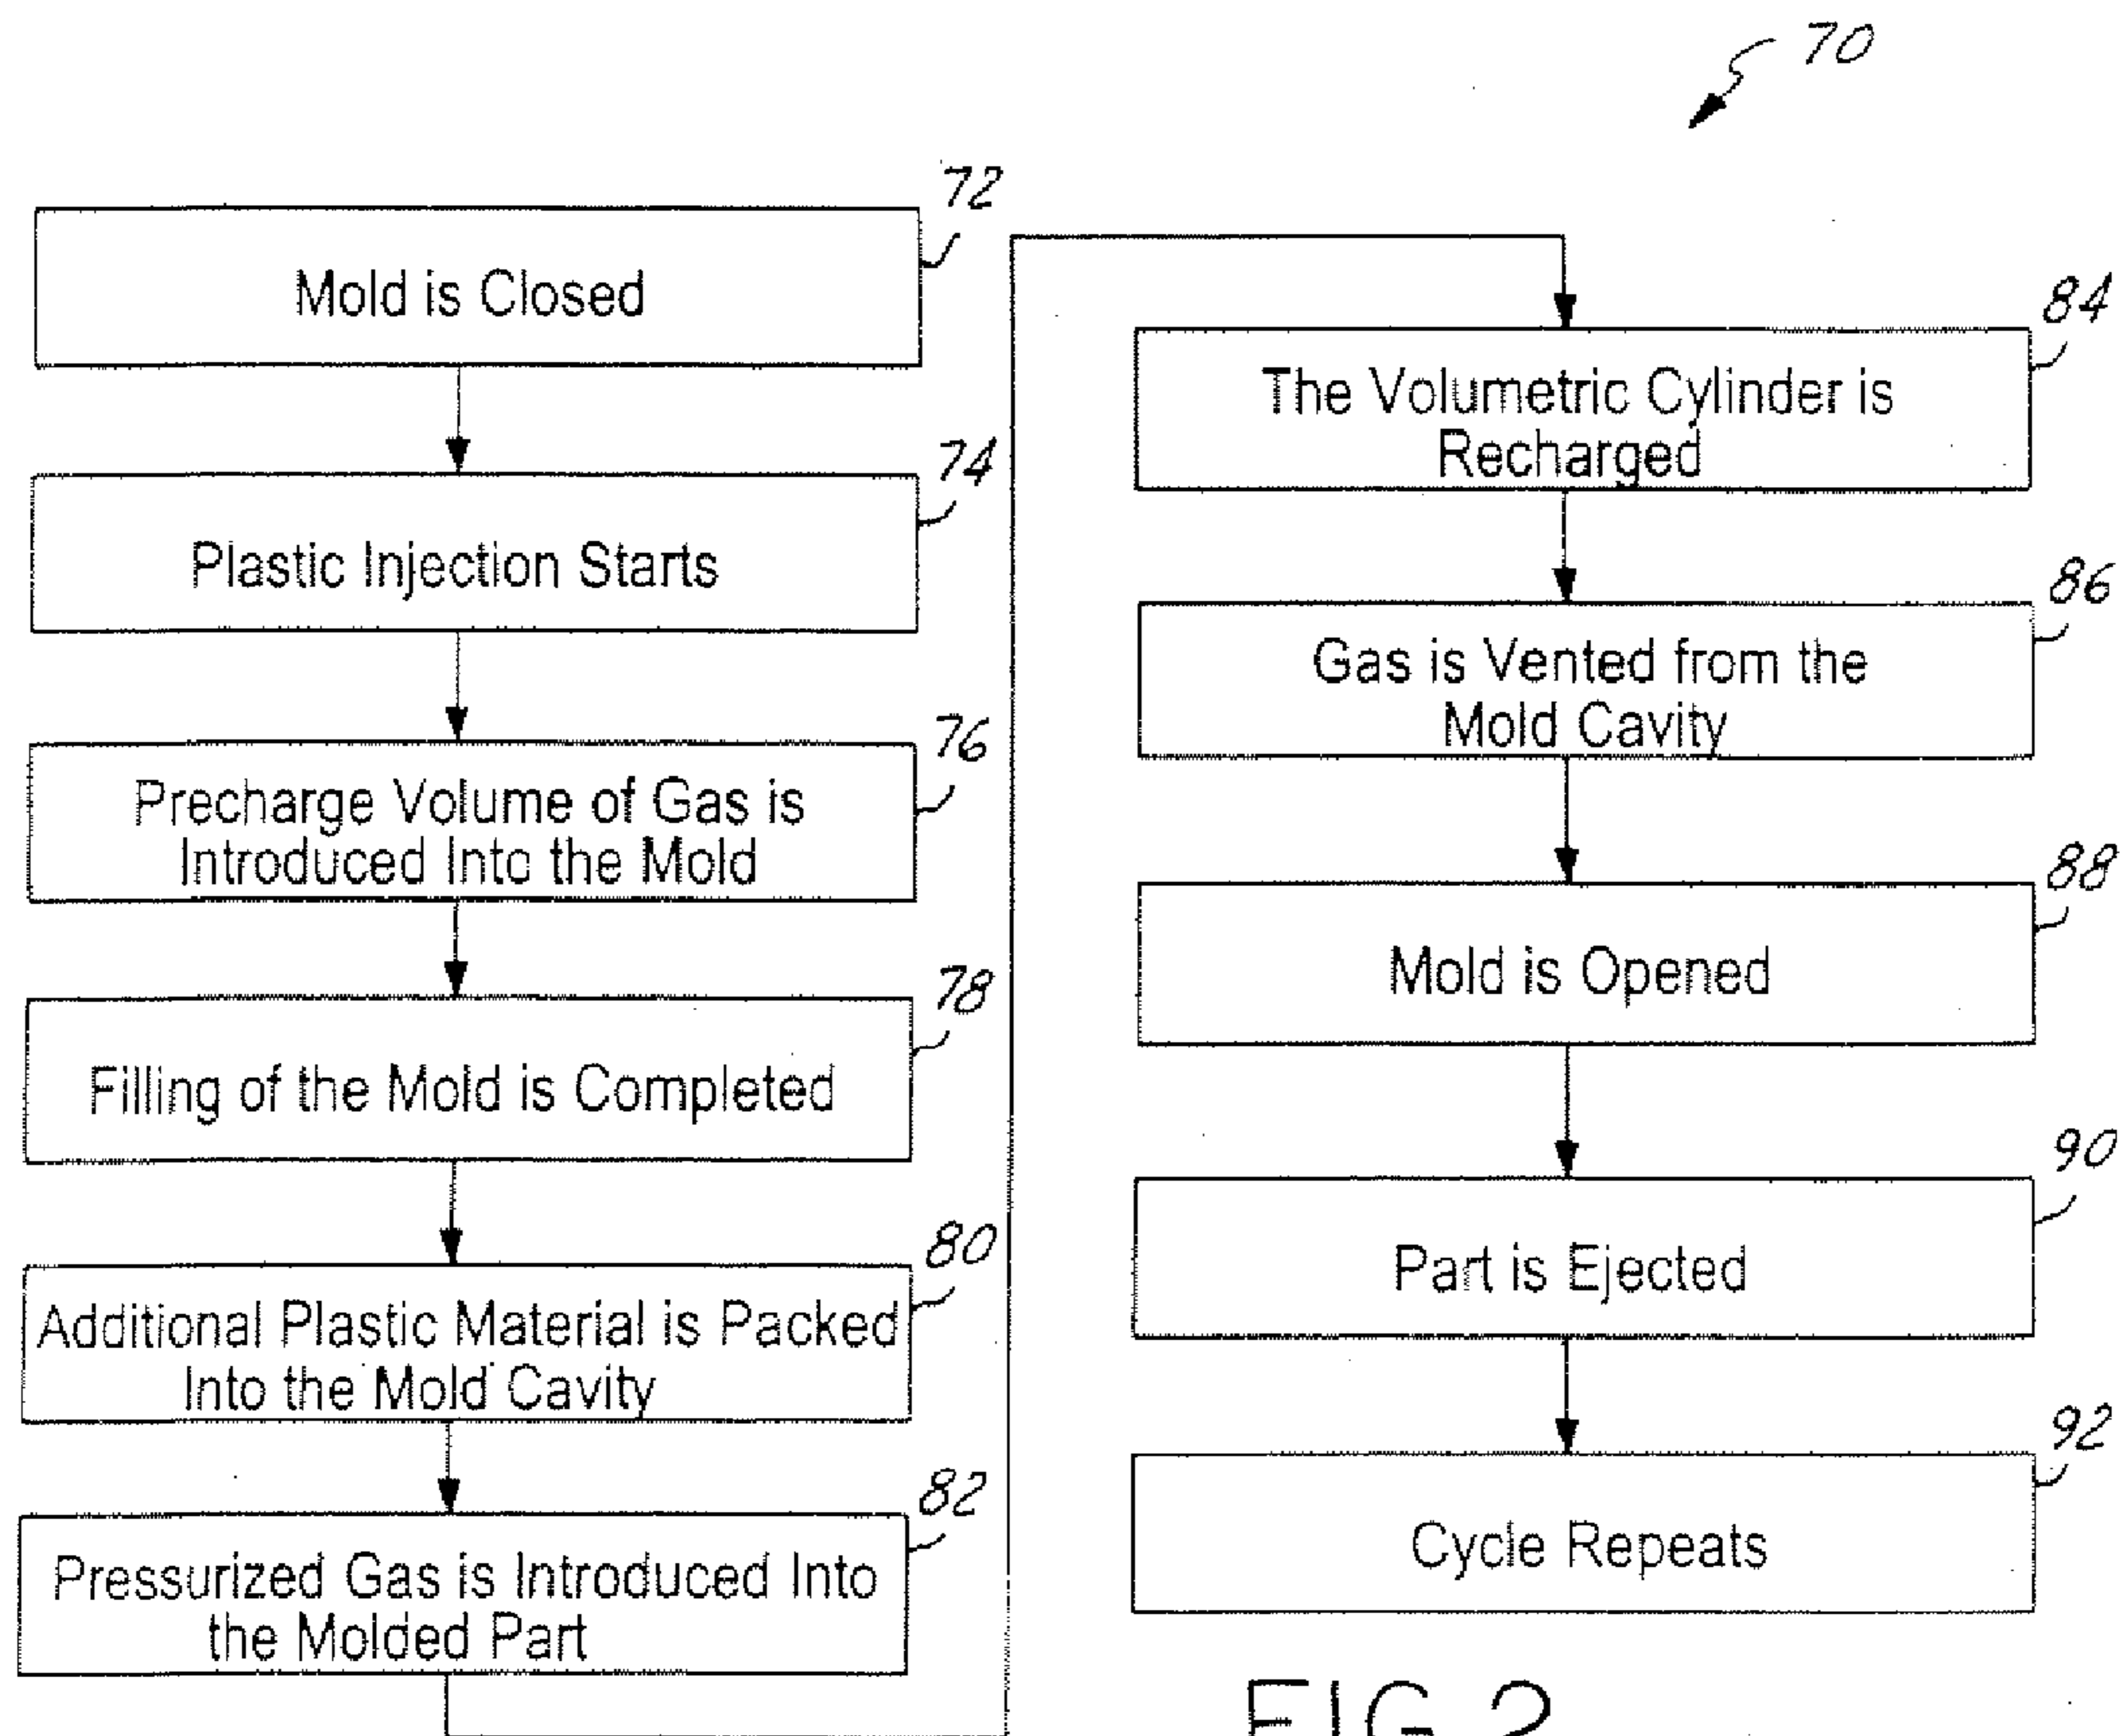 70
72
Mold is Closed
74
Plastic Injection Starts
76
Precharge Volume of Gas is
Introduced Into the Mold
78
Filling of the Mold is Completed
80
Additional Plastic Material is Packed
Into the Mold Cavity
82
Pressurized Gas is Introduced Into
the Molded Part
84
The Volumetric Cylinder is
Recharged
86
Gas is Vented from the
Mold Cavity
88
Mold is Opened
90
Part is Ejected
92
Cycle Repeats
FIG.2